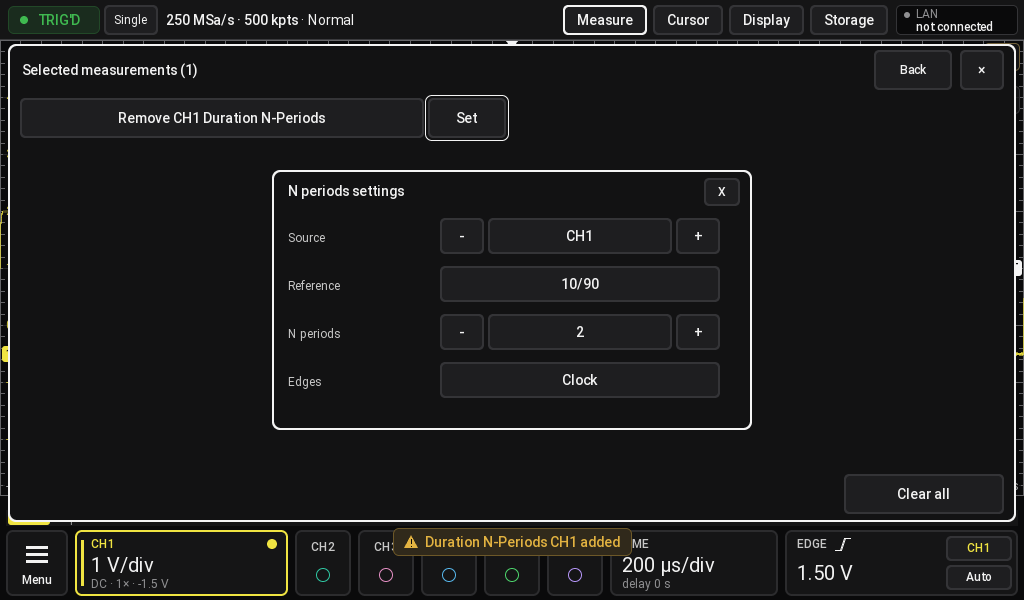 TRIG'D
Single
250 MSa/s · 500 kpts · Normal
Measure
Cursor
Display
Storage
LAN
not connected
Selected measurements (1)
Back
×
Remove CH1 Duration N-Periods
Set
N periods settings
X
Source
-
CH1
+
Reference
10/90
N periods
-
2
+
Edges
Clock
Clear all
Duration N-Periods CH1 added
Menu
CH1
1 V/div
DC · 1× · -1.5 V
CH2
200 µs/div
delay 0 s
EDGE
1.50 V
CH1
Auto